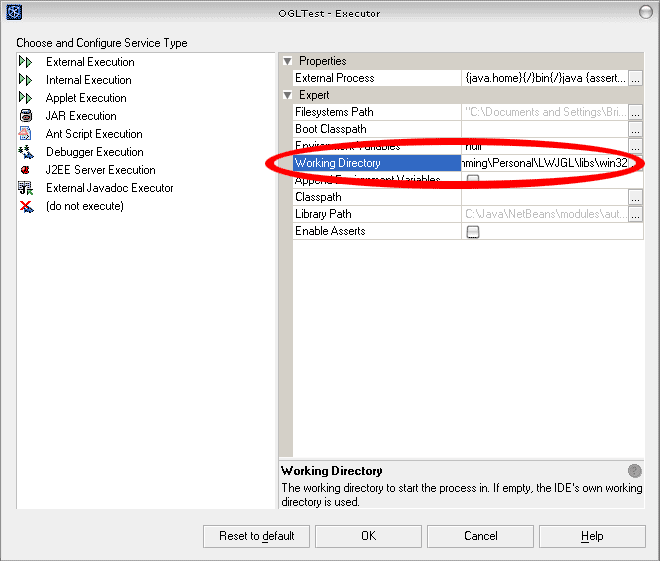 OGLTest - Executor
Choose and Configure Service Type
External Execution
Internal Execution
Applet Execution
JAR Execution
Ant Script Execution
Debugger Execution
J2EE Server Execution
External Javadoc Executor
(do not execute)
Properties
External Process {java.home}{/}bin{/}java {assert... ...
Expert
Filesystems Path "C:\Documents and Settings\Bri... ...
Boot Classpath ...
Environment Variables null ...
Working Directory nming\Personal\LWJGL\libs\win32 ...
Append Environment Variables
Classpath ...
Library Path C:\Java\NetBeans\modules\aut... ...
Enable Asserts
Working Directory ?
The working directory to start the process in. If empty, the IDE's own working
directory is used.
Reset to default OK Cancel Help